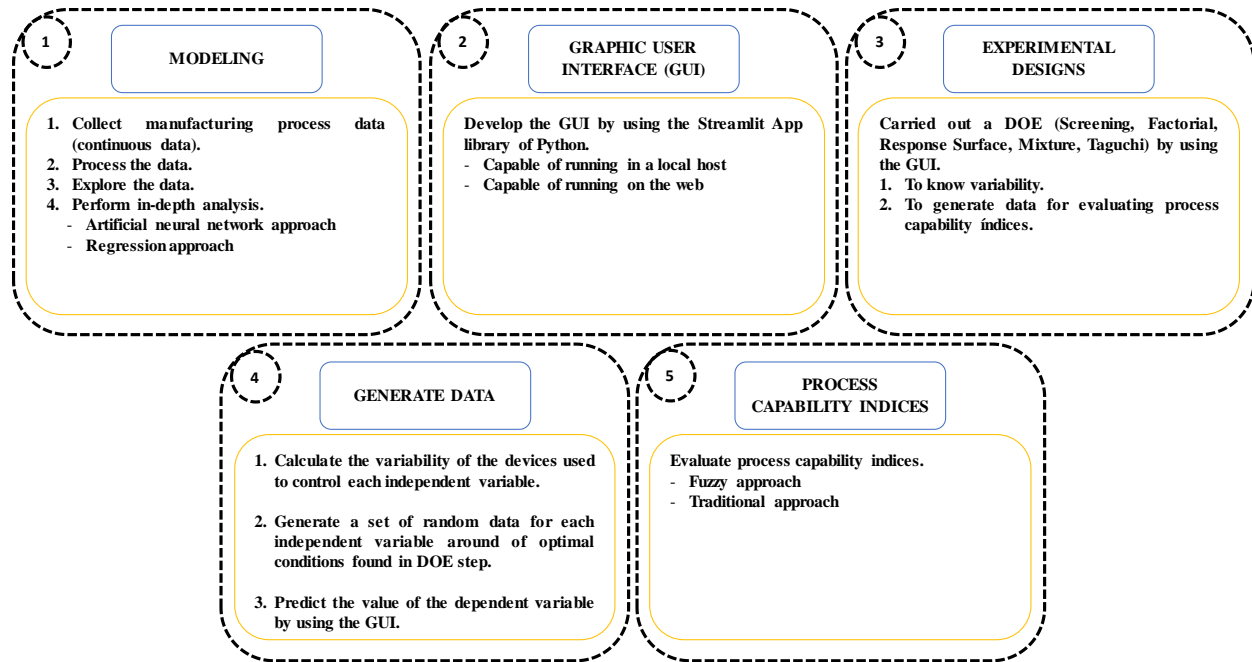 1
MODELING
1. Collect manufacturing process data
(continuous data).
2. Process the data.
3. Explore the data.
4. Perform in-depth analysis.
- Artificial neural network approach
- Regression approach
2
GRAPHIC USER
INTERFACE (GUI)
Develop the GUI by using the Streamlit App
library of Python.
- Capable of running in a local host
- Capable of running on the web
3
EXPERIMENTAL
DESIGNS
Carried out a DOE (Screening, Factorial,
Response Surface, Mixture, Taguchi) by using
the GUI.
1. To know variability.
2. To generate data for evaluating process
capability índices.
4
GENERATE DATA
1. Calculate the variability of the devices used
to control each independent variable.
2. Generate a set of random data for each
independent variable around of optimal
conditions found in DOE step.
3. Predict the value of the dependent variable
by using the GUI.
5
PROCESS
CAPABILITY INDICES
Evaluate process capability indices.
- Fuzzy approach
- Traditional approach